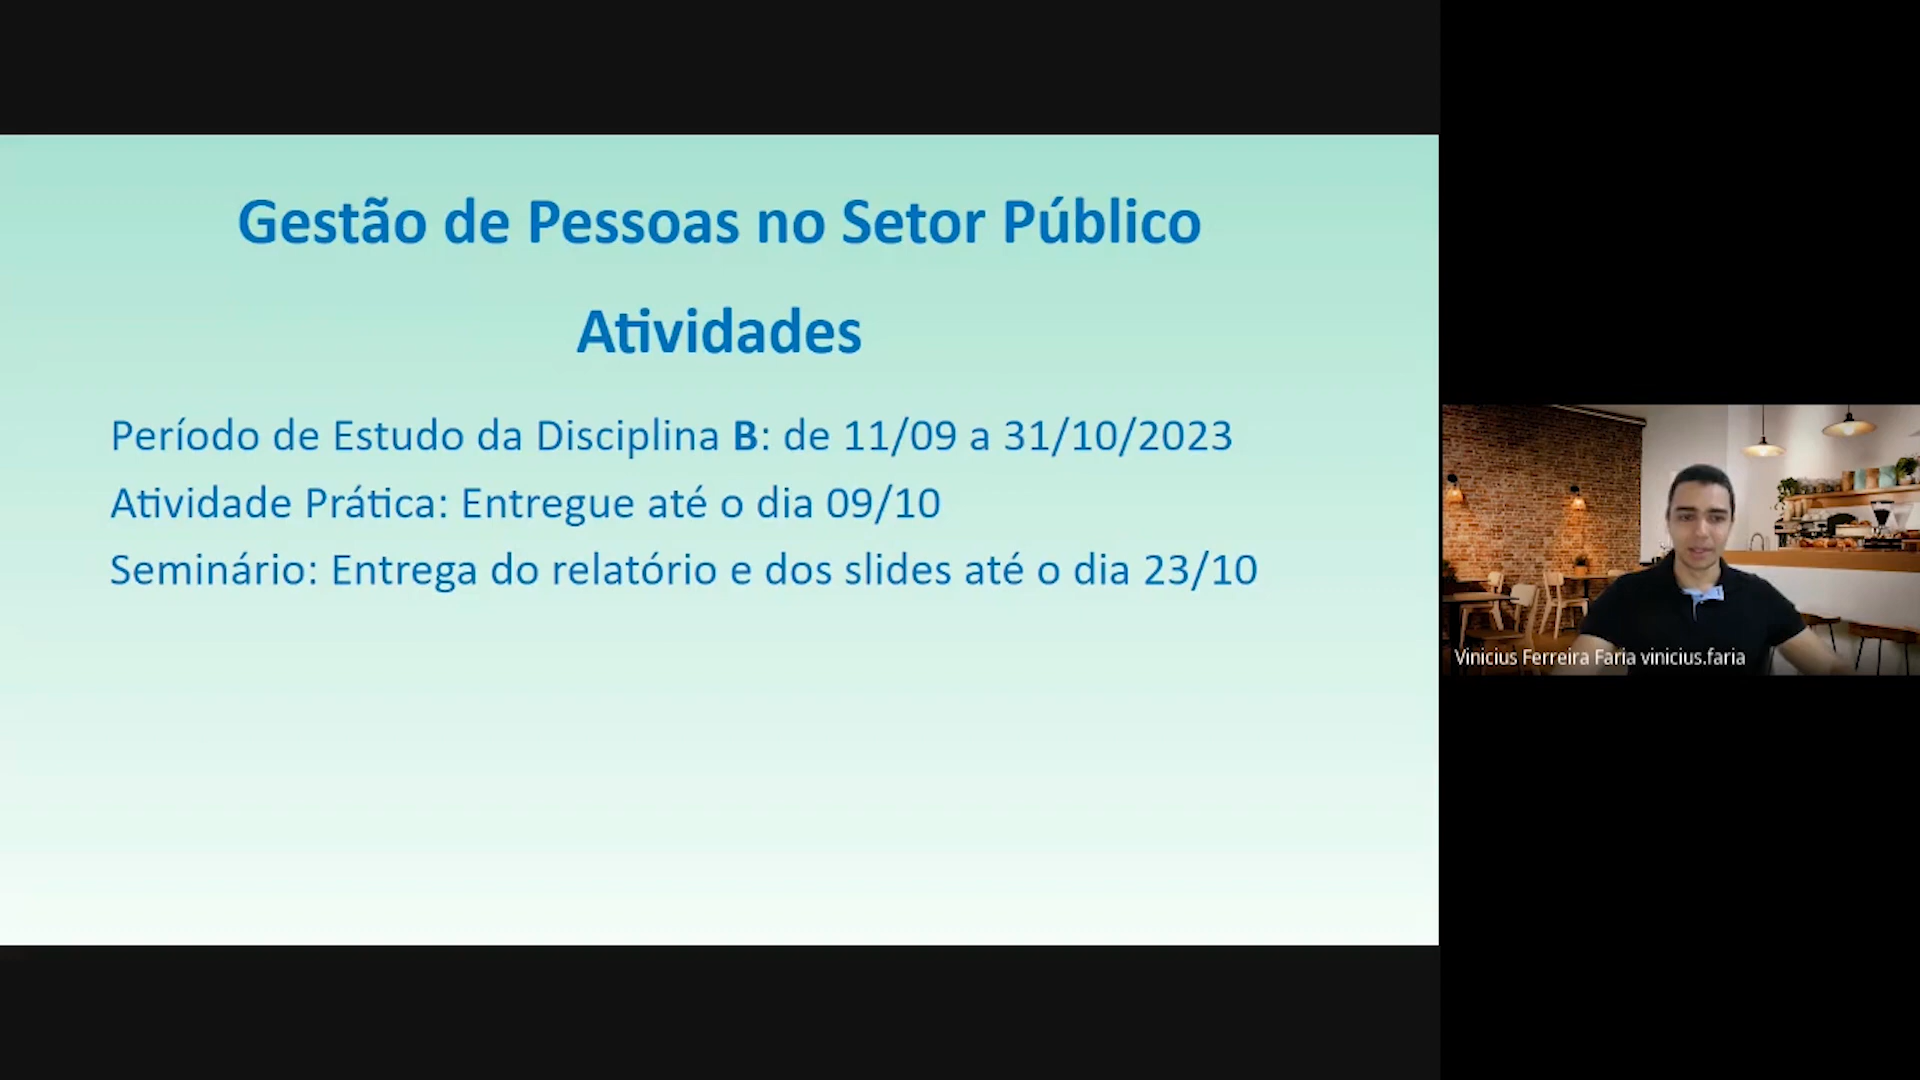 Gestão de Pessoas no Setor Público
Atividades
Período de Estudo da Disciplina B: de 11/09 a 31/10/2023
Atividade Prática: Entregue até o dia 09/10
Seminário: Entrega do relatório e dos slides até o dia 23/10
Vinicius Ferreira Faria vinicius.faria